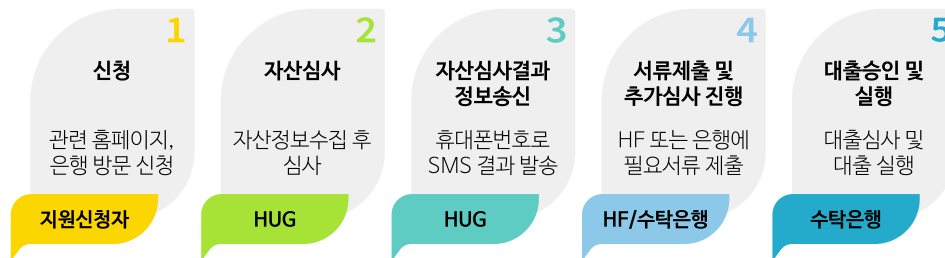 1
신청
관련 홈페이지,
은행 방문 신청
지원신청자
2
자산심사
자산정보수집 후
심사
HUG
3
자산심사결과
정보송신
휴대폰번호로
SMS 결과 발송
HUG
4
서류제출 및
추가심사 진행
HF 또는 은행에
필요서류 제출
HF/수탁은행
5
대출승인 및
실행
대출심사 및
대출 실행
수탁은행